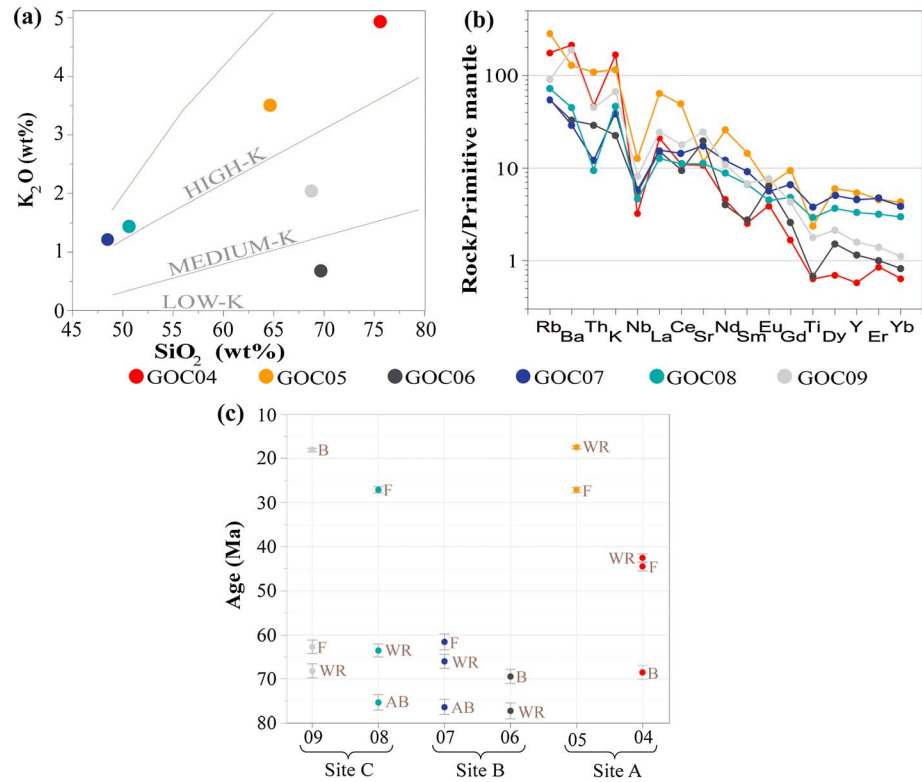 (a)
5
4
3
2
1
0
K2O (wt%)
HIGH-K
MEDIUM-K
LOW-K
45 50 55 60 65 70 75 80
SiO2 (wt%)
(b)
100
10
1
Rock/Primitive mantle
Rb Ba Th K Nb La Ce Sr Nd Sm Eu Gd Ti Dy Y Er Yb
GOC04 GOC05 GOC06 GOC07 GOC08 GOC09
(c)
10
20
30
40
50
60
70
80
Age (Ma)
B
F
WR
F
WR
AB
F
WR
AB
B
WR
WR
F
WR
F
B
09 08 07 06 05 04
Site C Site B Site A